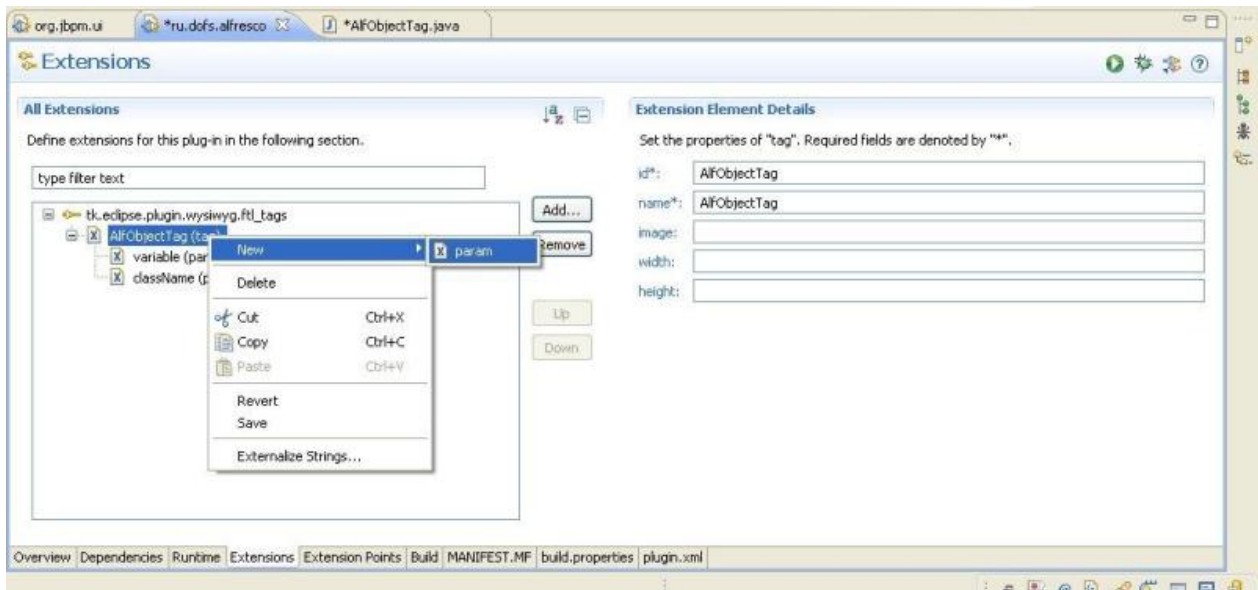 org.jbpm.ui *ru.dofs.alfresco *AlfObjectTag.java
Extensions
All Extensions
Define extensions for this plug-in in the following section.
type filter text
tk.eclipse.plugin.wysiwyg.ftl_tags
AlfObjectTag (tag)
variable (par
className (p
Add...
Remove
Up
Down
New
param
Delete
Cut Ctrl+X
Copy Ctrl+C
Paste Ctrl+V
Revert
Save
Externalize Strings...
Extension Element Details
Set the properties of "tag". Required fields are denoted by "*".
id*: AlfObjectTag
name*: AlfObjectTag
image:
width:
height:
Overview Dependencies Runtime Extensions Extension Points Build MANIFEST.MF build.properties plugin.xml